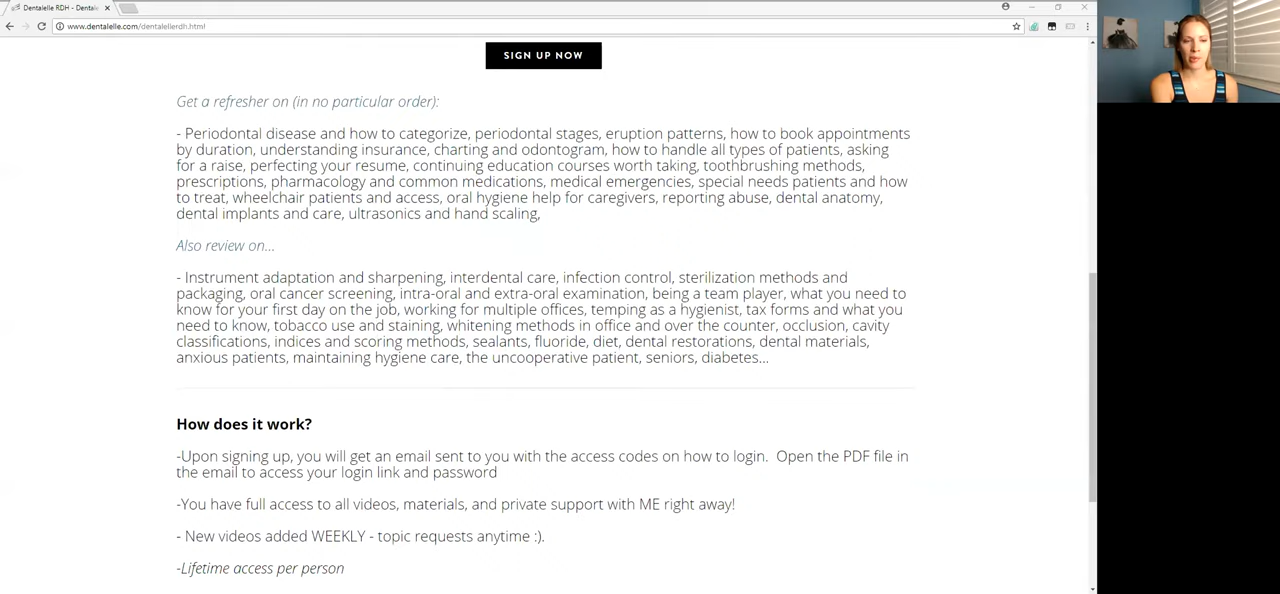 Dentalelle RDH - Dental
www.dentalelle.com/dentalellerdh.html
SIGN UP NOW
Get a refresher on (in no particular order):
- Periodontal disease and how to categorize, periodontal stages, eruption patterns, how to book appointments
by duration, understanding insurance, charting and odontogram, how to handle all types of patients, asking
for a raise, perfecting your resume, continuing education courses worth taking, toothbrushing methods,
prescriptions, pharmacology and common medications, medical emergencies, special needs patients and how
to treat, wheelchair patients and access, oral hygiene help for caregivers, reporting abuse, dental anatomy,
dental implants and care, ultrasonics and hand scaling,
Also review on...
- Instrument adaptation and sharpening, interdental care, infection control, sterilization methods and
packaging, oral cancer screening, intra-oral and extra-oral examination, being a team player, what you need to
know for your first day on the job, working for multiple offices, temping as a hygienist, tax forms and what you
need to know, tobacco use and staining, whitening methods in office and over the counter, occlusion, cavity
classifications, indices and scoring methods, sealants, fluoride, diet, dental restorations, dental materials,
anxious patients, maintaining hygiene care, the uncooperative patient, seniors, diabetes...
How does it work?
-Upon signing up, you will get an email sent to you with the access codes on how to login.  Open the PDF file in
the email to access your login link and password
-You have full access to all videos, materials, and private support with ME right away!
- New videos added WEEKLY - topic requests anytime :).
-Lifetime access per person